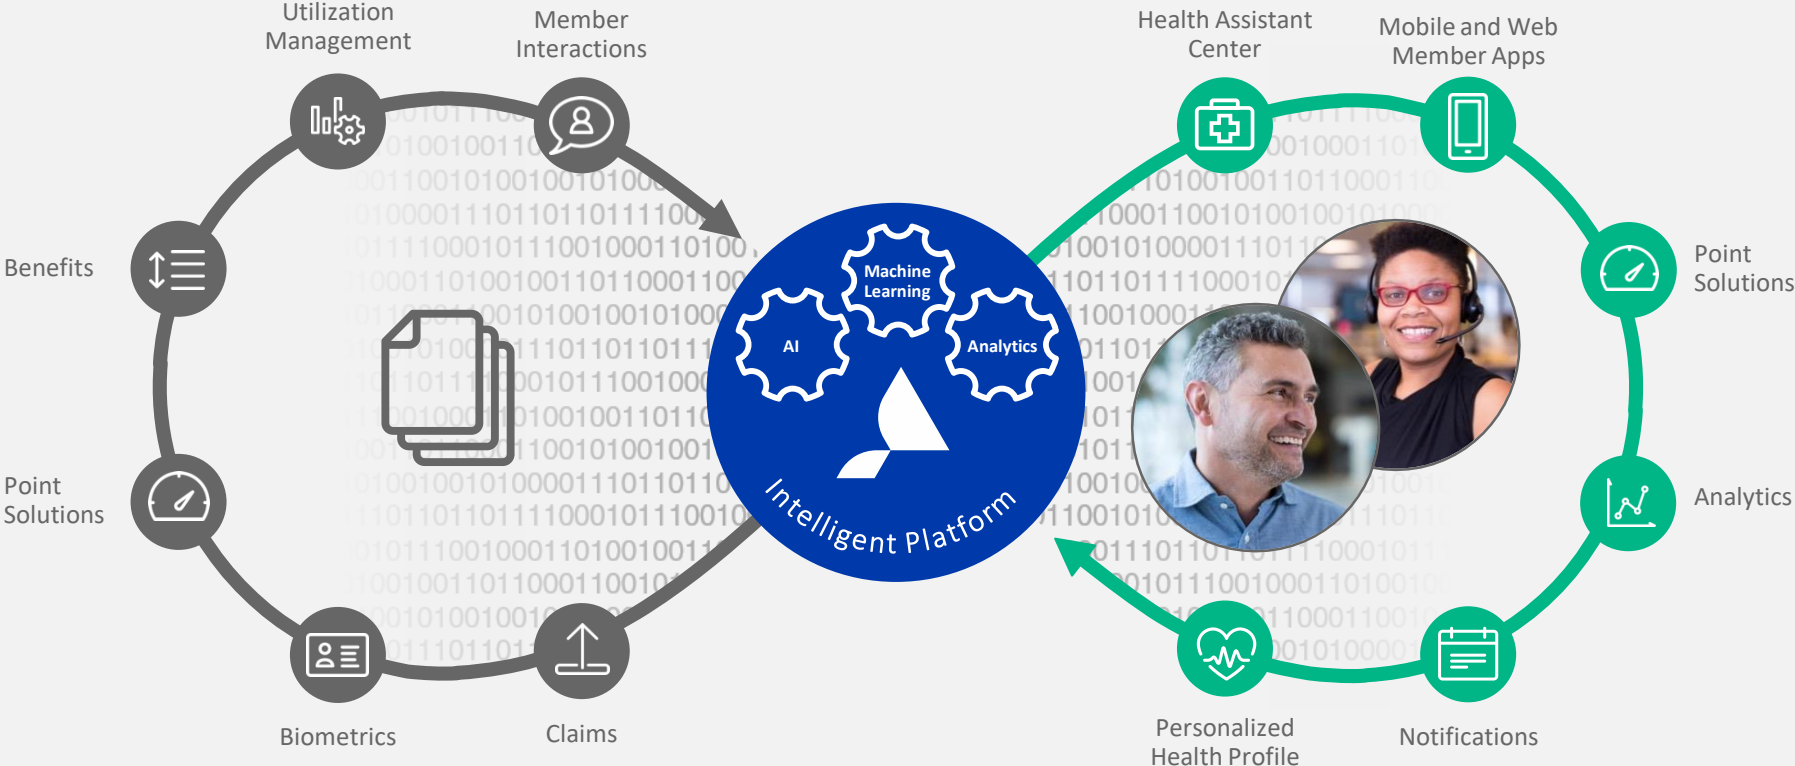 Utilization
Management
Member
Interactions
Health Assistant
Center
Mobile and Web
Member Apps
Benefits
Point
Solutions
Machine
Learning
AI
Analytics
Intelligent Platform
Point
Solutions
Analytics
Biometrics
Claims
Personalized
Health Profile
Notifications